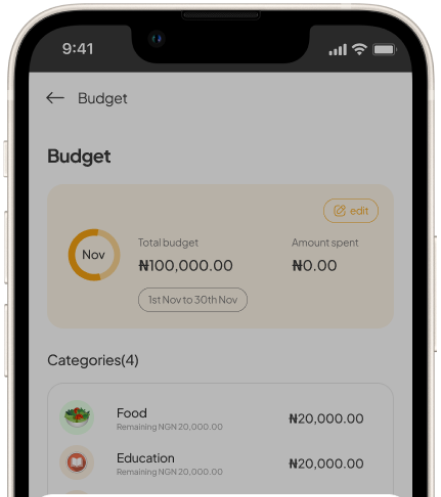 9:41
Budget
Budget
edit
Total budget
Amount spent
Nov
₦100,000.00
₦0.00
1st Nov to 30th Nov
Categories(4)
Food
₦20,000.00
Remaining NGN 20,000.00
Education
₦20,000.00
Remaining NGN 20,000.00